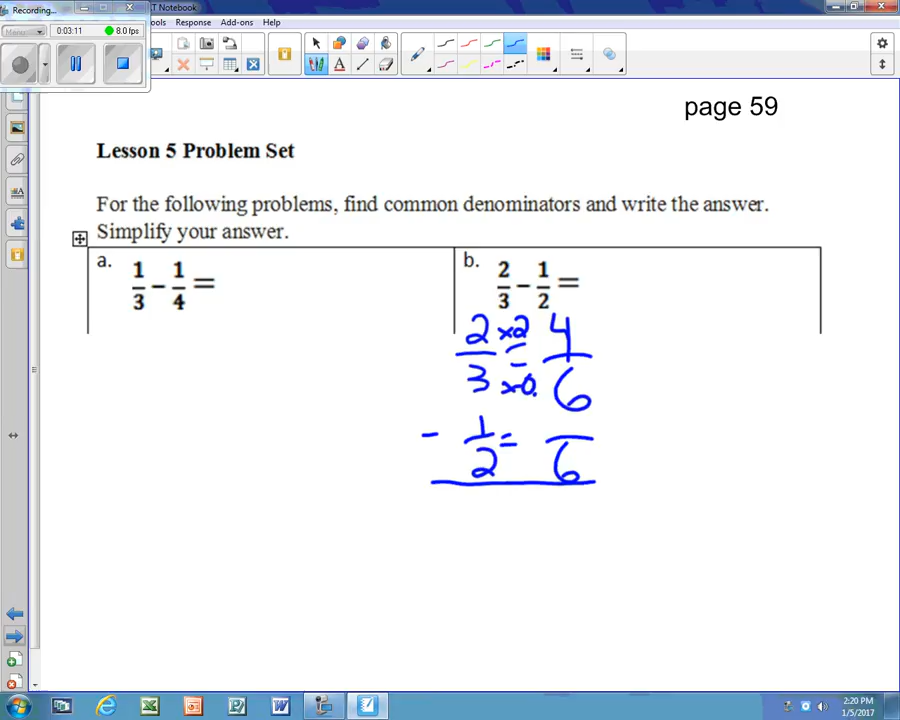 Recording...
T Notebook
Menu
0:03:11
8.0 fps
ools Response Add-ons Help
page 59
Lesson 5 Problem Set
For the following problems, find common denominators and write the answer.
Simplify your answer.
a. 1/3 − 1/4 =
b. 2/3 − 1/2 =
2 ×2 4
— = —
3 6
- 1/2 = /6
2:20 PM
1/5/2017